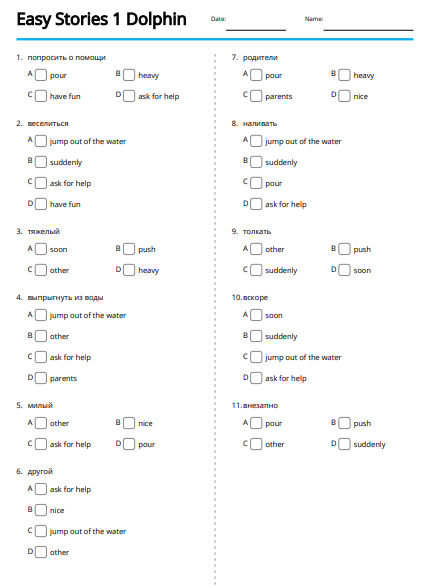 Easy Stories 1 Dolphin Date: Name:
1. попросить о помощи
A pour B heavy
C have fun D ask for help
2. веселиться
A jump out of the water
B suddenly
C ask for help
D have fun
3. тяжелый
A soon B push
C other D heavy
4. выпрыгнуть из воды
A jump out of the water
B other
C ask for help
D parents
5. милый
A other B nice
C ask for help D pour
6. другой
A ask for help
B nice
C jump out of the water
D other
7. родители
A pour B heavy
C parents D nice
8. наливать
A jump out of the water
B suddenly
C pour
D ask for help
9. толкать
A other B push
C suddenly D soon
10. вскоре
A soon
B suddenly
C jump out of the water
D ask for help
11. внезапно
A pour B push
C other D suddenly